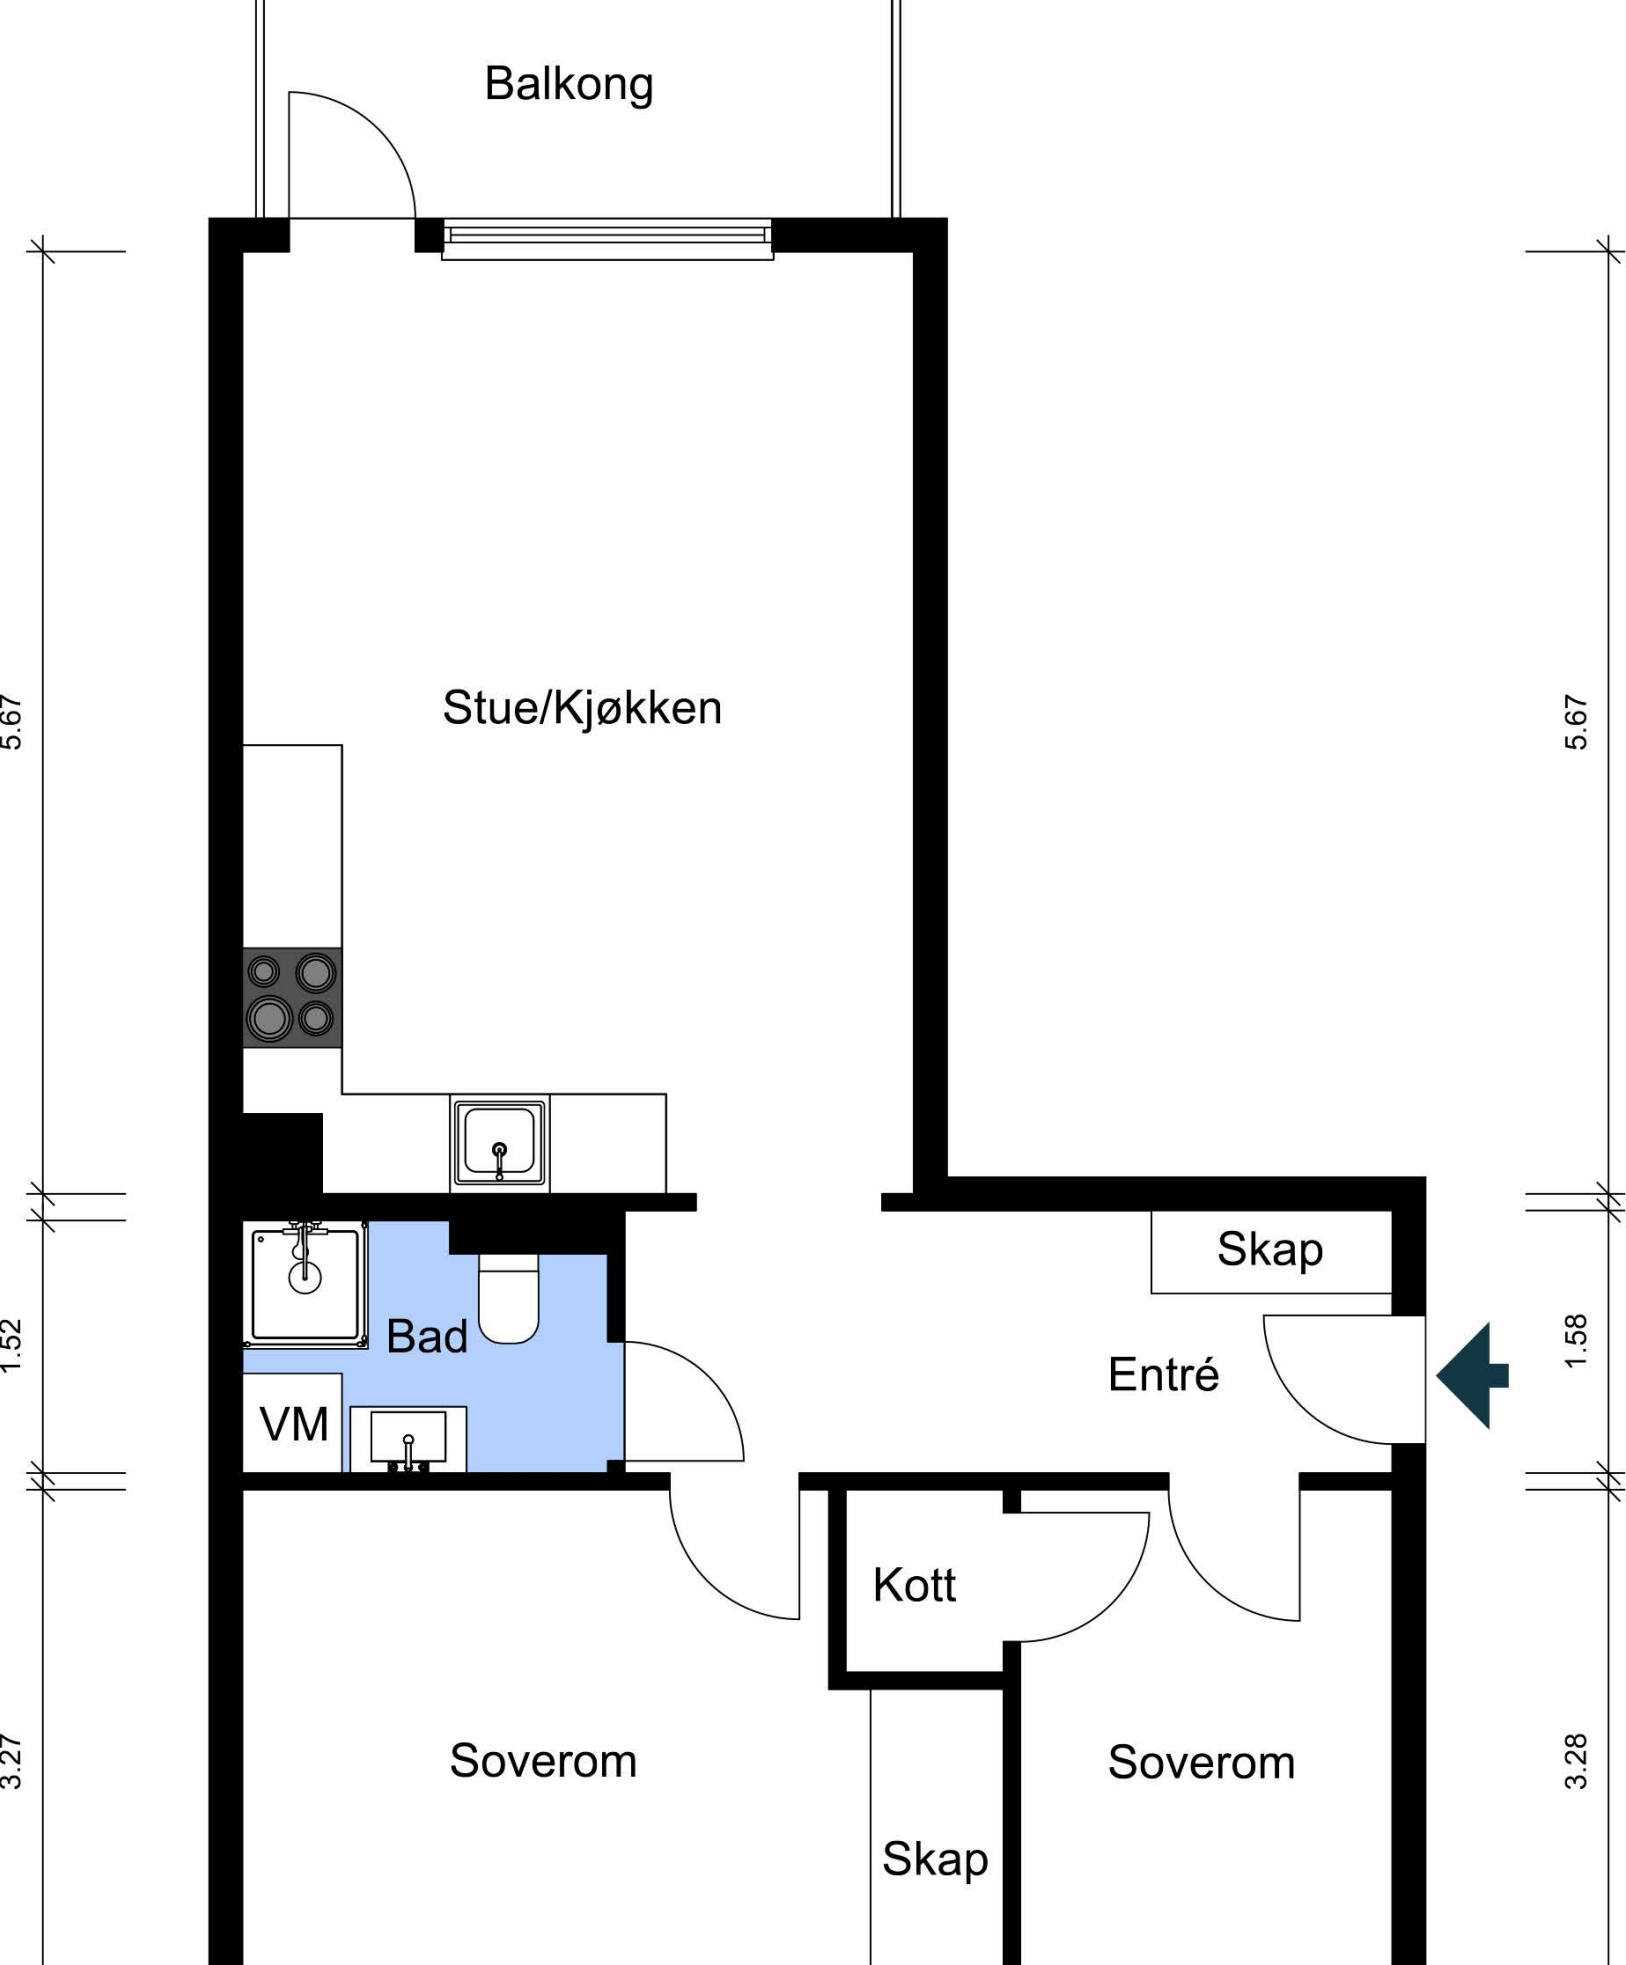 Balkong
5.67
Stue/Kjøkken
5.67
Skap
1.52
Bad
Entré
1.58
VM
Kott
3.27
Soverom
Soverom
3.28
Skap